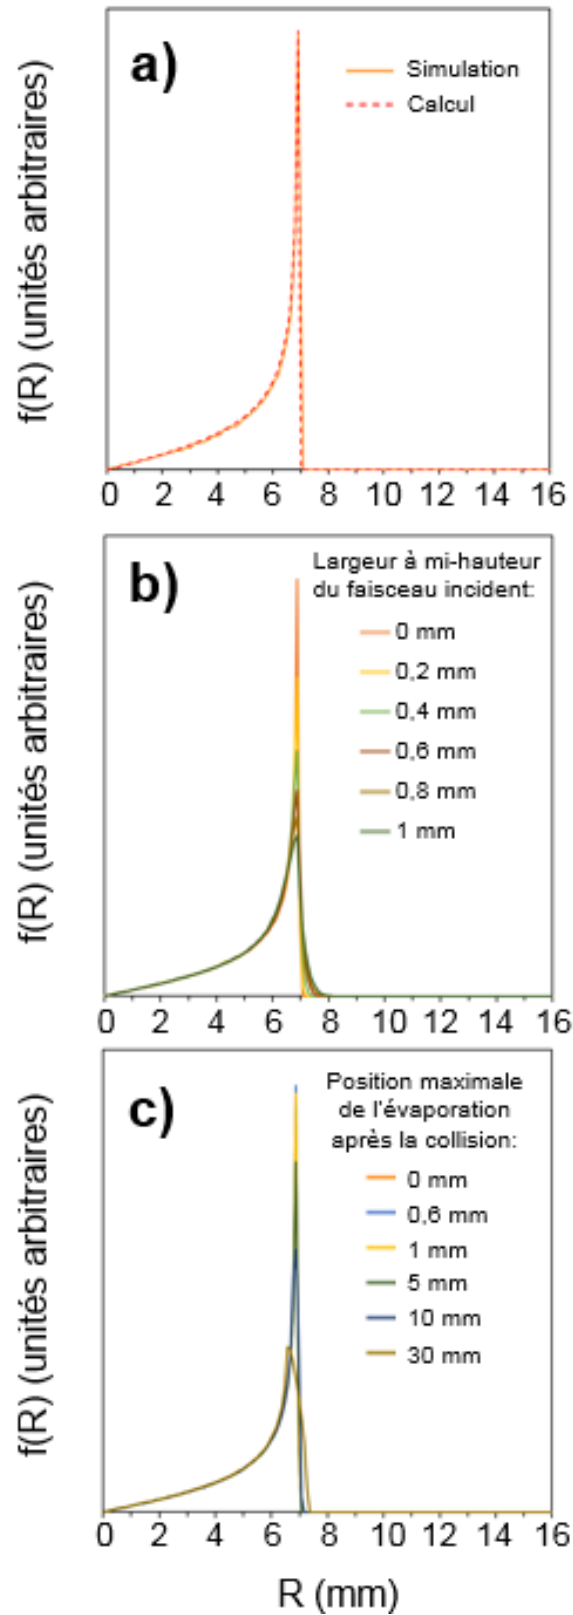 a)
Simulation
Calcul
f(R) (unités arbitraires)
0 2 4 6 8 10 12 14 16
b)
Largeur à mi-hauteur
du faisceau incident:
0 mm
0,2 mm
0,4 mm
0,6 mm
0,8 mm
1 mm
f(R) (unités arbitraires)
0 2 4 6 8 10 12 14 16
c)
Position maximale
de l'évaporation
après la collision:
0 mm
0,6 mm
1 mm
5 mm
10 mm
30 mm
f(R) (unités arbitraires)
0 2 4 6 8 10 12 14 16
R (mm)